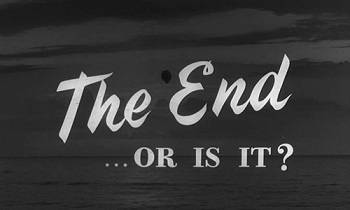 The End
...OR IS IT?